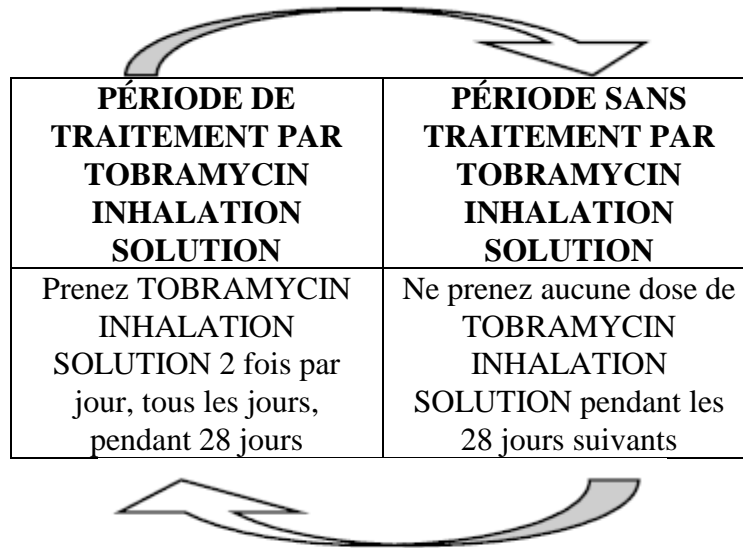 PÉRIODE DE
TRAITEMENT PAR
TOBRAMYCIN
INHALATION
SOLUTION
PÉRIODE SANS
TRAITEMENT PAR
TOBRAMYCIN
INHALATION
SOLUTION
Prenez TOBRAMYCIN
INHALATION
SOLUTION 2 fois par
jour, tous les jours,
pendant 28 jours
Ne prenez aucune dose de
TOBRAMYCIN
INHALATION
SOLUTION pendant les
28 jours suivants